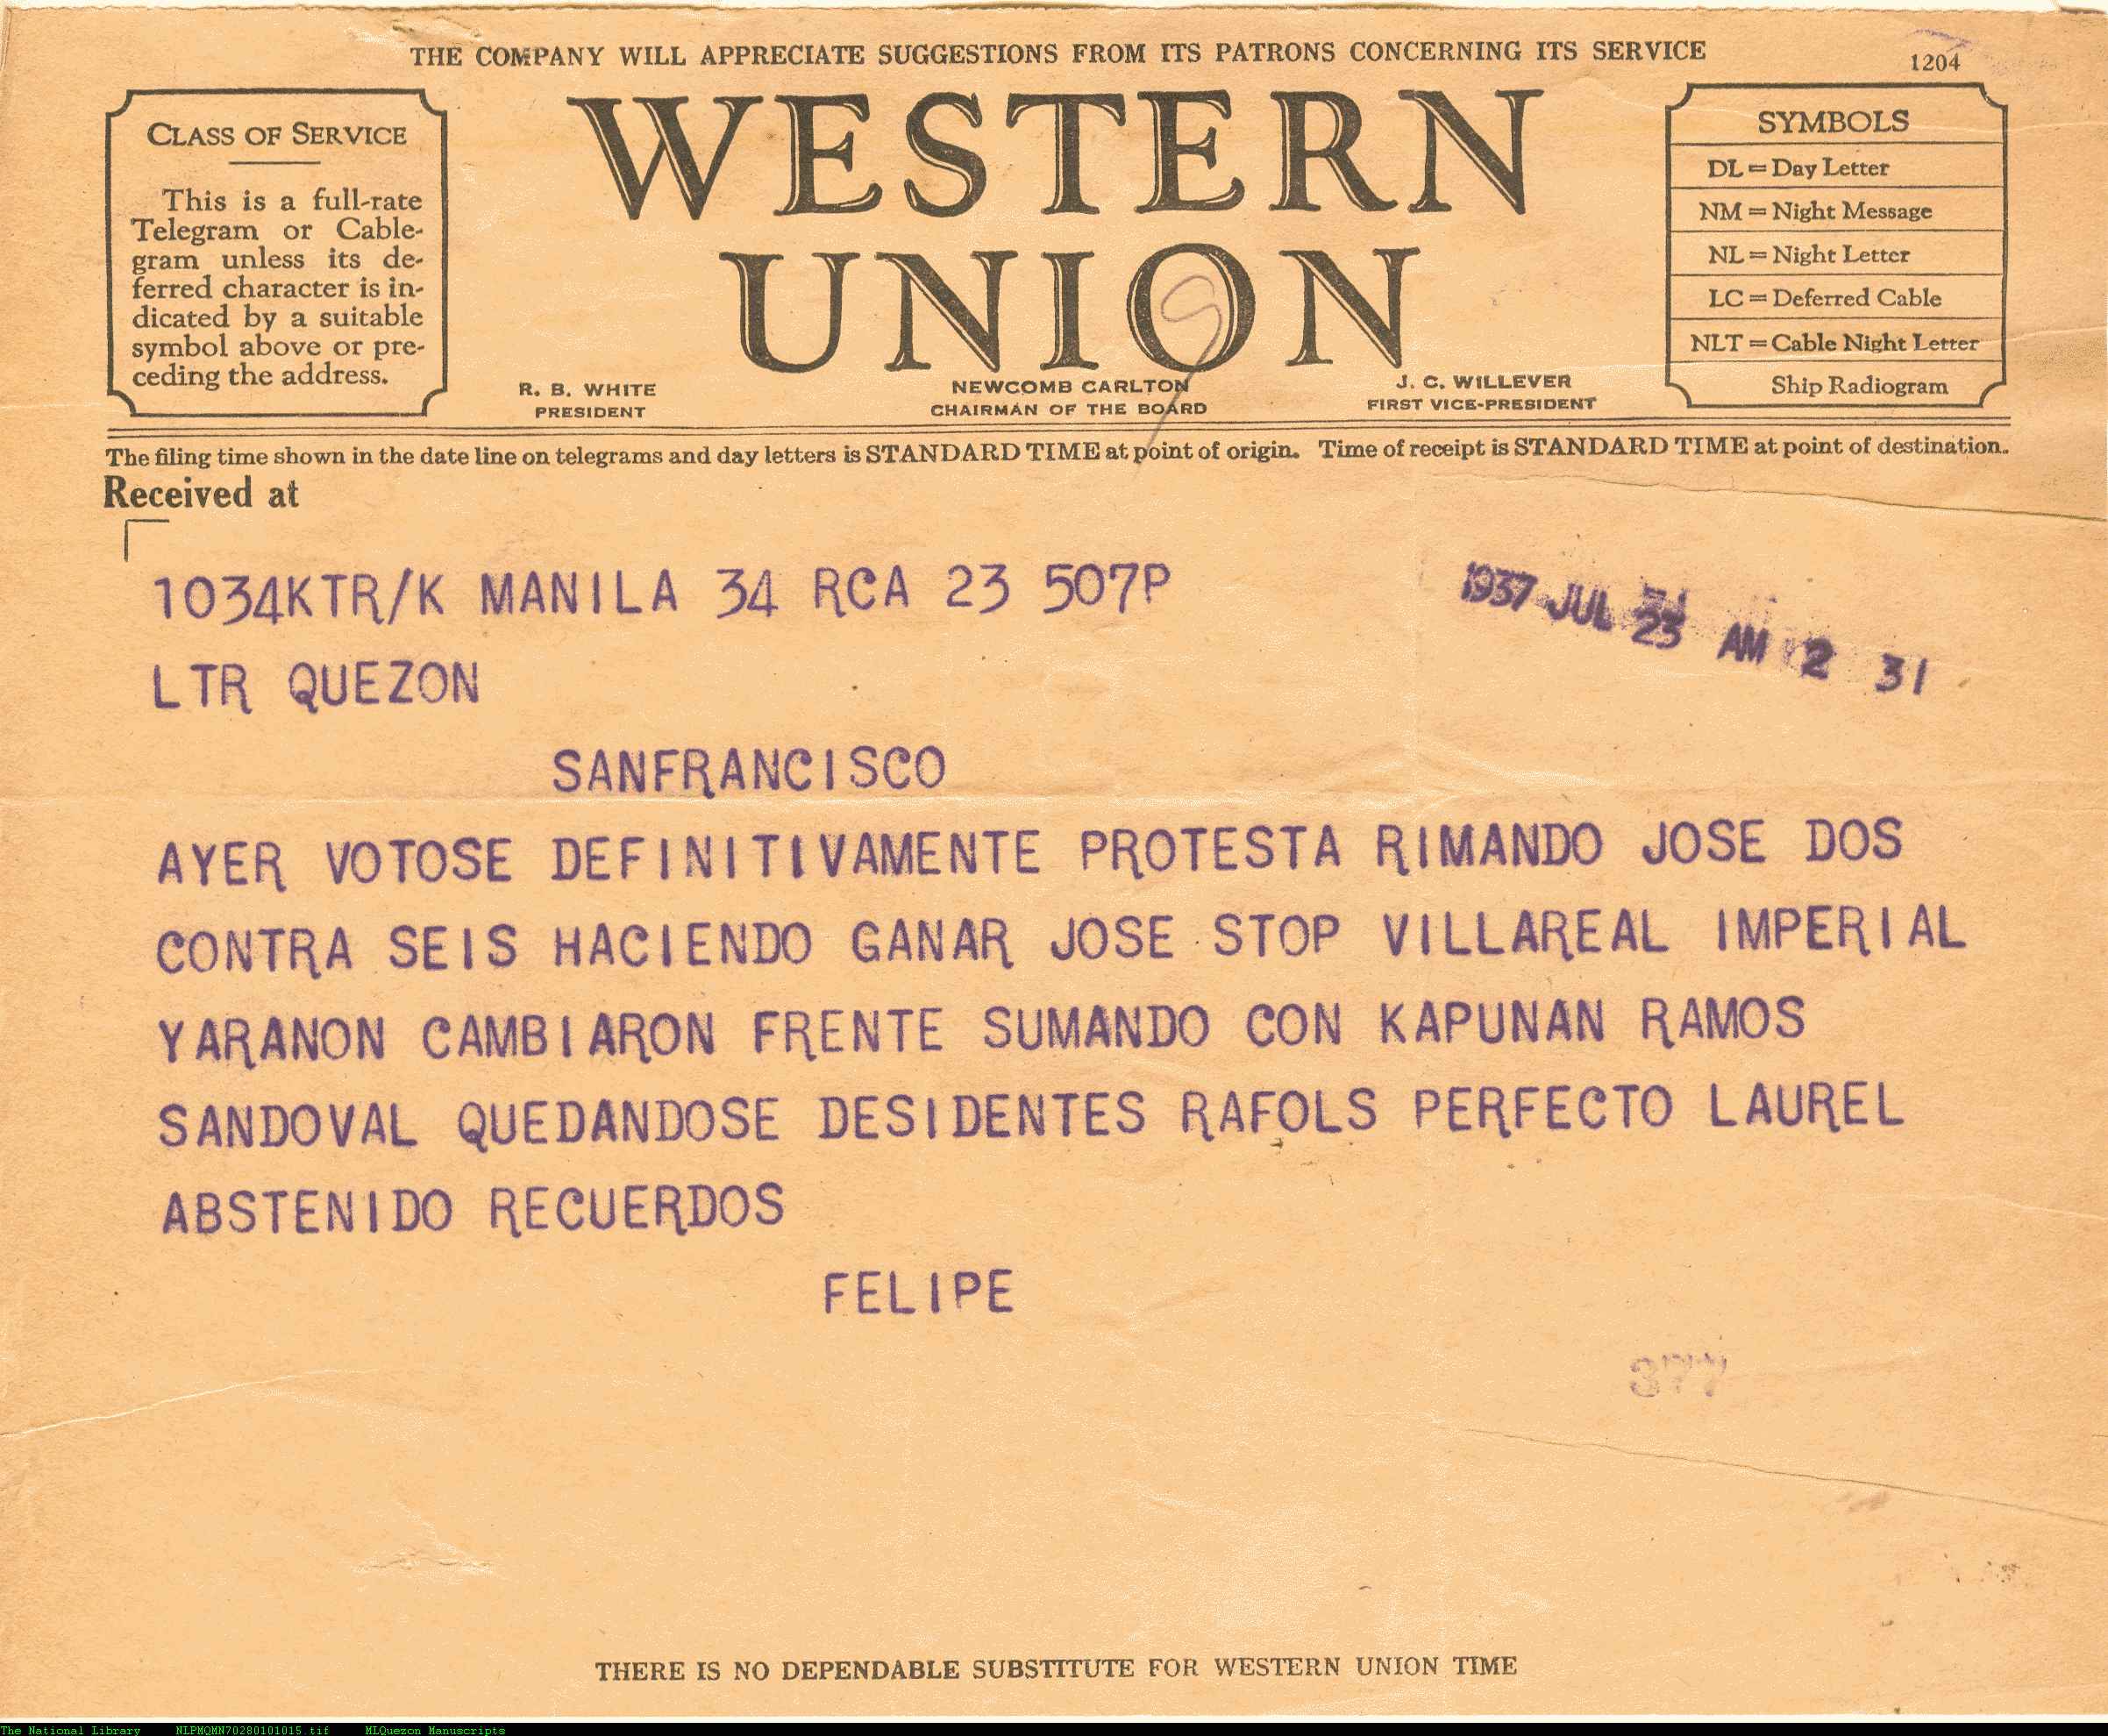 THE COMPANY WILL APPRECIATE SUGGESTIONS FROM ITS PATRONS CONCERNING ITS SERVICE
1204
CLASS OF SERVICE
This is a full-rate
Telegram or Cable-
gram unless its de-
ferred character is in-
dicated by a suitable
symbol above or pre-
ceding the address.
WESTERN
UNION
R. B. WHITE
PRESIDENT
NEWCOMB CARLTON
CHAIRMAN OF THE BOARD
J. C. WILLEVER
FIRST VICE-PRESIDENT
SYMBOLS
DL = Day Letter
NM = Night Message
NL = Night Letter
LC = Deferred Cable
NLT = Cable Night Letter
Ship Radiogram
The filing time shown in the date line on telegrams and day letters is STANDARD TIME at point of origin. Time of receipt is STANDARD TIME at point of destination.
Received at
1034KTR/K MANILA 34 RCA 23 507P
1937 JUL 23 AM 2 31
LTR QUEZON
SANFRANCISCO
AYER VOTOSE DEFINITIVAMENTE PROTESTA RIMANDO JOSE DOS
CONTRA SEIS HACIENDO GANAR JOSE STOP VILLAREAL IMPERIAL
YARANON CAMBIARON FRENTE SUMANDO CON KAPUNAN RAMOS
SANDOVAL QUEDANDOSE DESIDENTES RAFOLS PERFECTO LAUREL
ABSTENIDO RECUERDOS
FELIPE
377
THERE IS NO DEPENDABLE SUBSTITUTE FOR WESTERN UNION TIME
The National Library NLPMQMN70280101015.tif MLQuezon Manuscripts